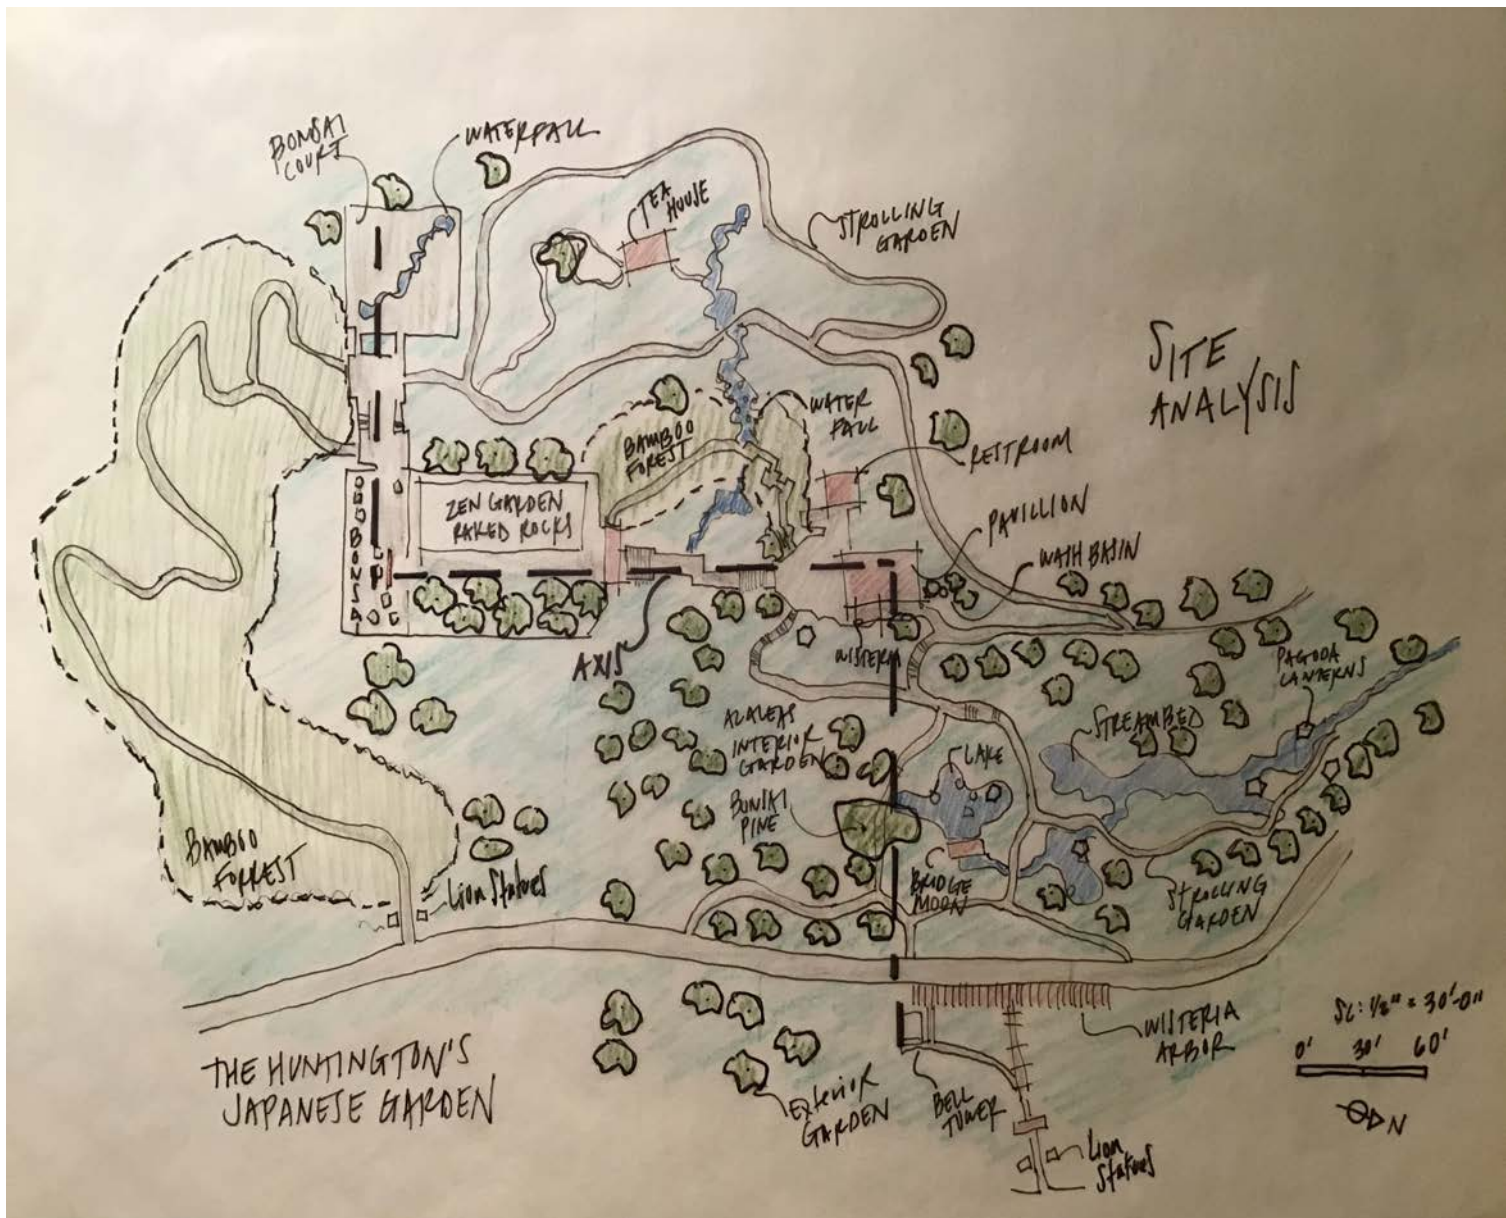 BONSAI
COURT
WATERFALL
TEA
HOUSE
STROLLING
GARDEN
SITE
ANALYSIS
WATER
FALL
BAMBOO
FOREST
RESTROOM
ZEN GARDEN
RAKED ROCKS
PAVILLION
WASH BASIN
BONSAI
AXIS
WISTERIA
PAGODA
LANTERNS
STREAMBED
AZALEAS
INTERIOR
GARDEN
LAKE
BONSAI
PINE
BAMBOO
FORREST
Lion Statues
BRIDGE
MOON
STROLLING
GARDEN
WISTERIA
ARBOR
SC: 1/2" = 30'-0"
0' 30' 60'
N
THE HUNTINGTON'S
JAPANESE GARDEN
Exterior
GARDEN
BELL
TOWER
Lion
Statues